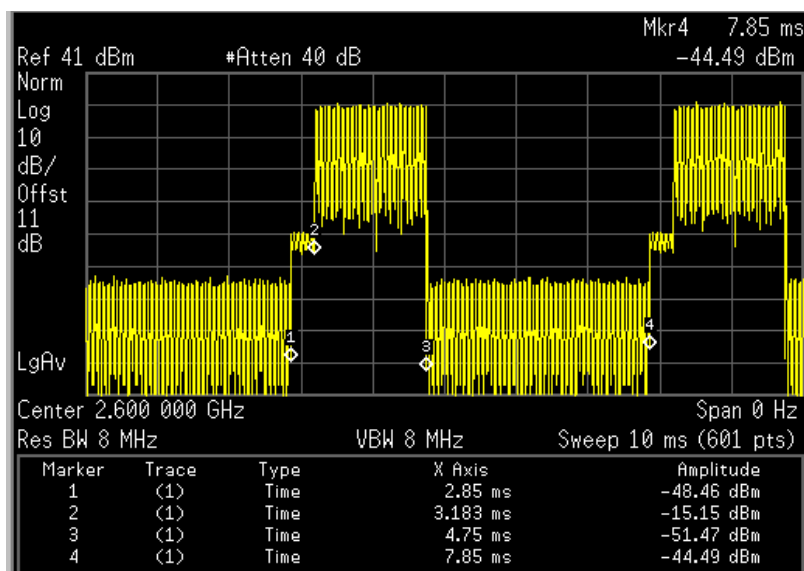 Mkr4 7.85 ms
Ref 41 dBm #Atten 40 dB -44.49 dBm
Norm
Log
10
dB/
Offst
11
dB
2
1
3
4
LgAv
Center 2.600 000 GHz Span 0 Hz
Res BW 8 MHz VBW 8 MHz Sweep 10 ms (601 pts)
Marker Trace Type X Axis Amplitude
1 (1) Time 2.85 ms -48.46 dBm
2 (1) Time 3.183 ms -15.15 dBm
3 (1) Time 4.75 ms -51.47 dBm
4 (1) Time 7.85 ms -44.49 dBm